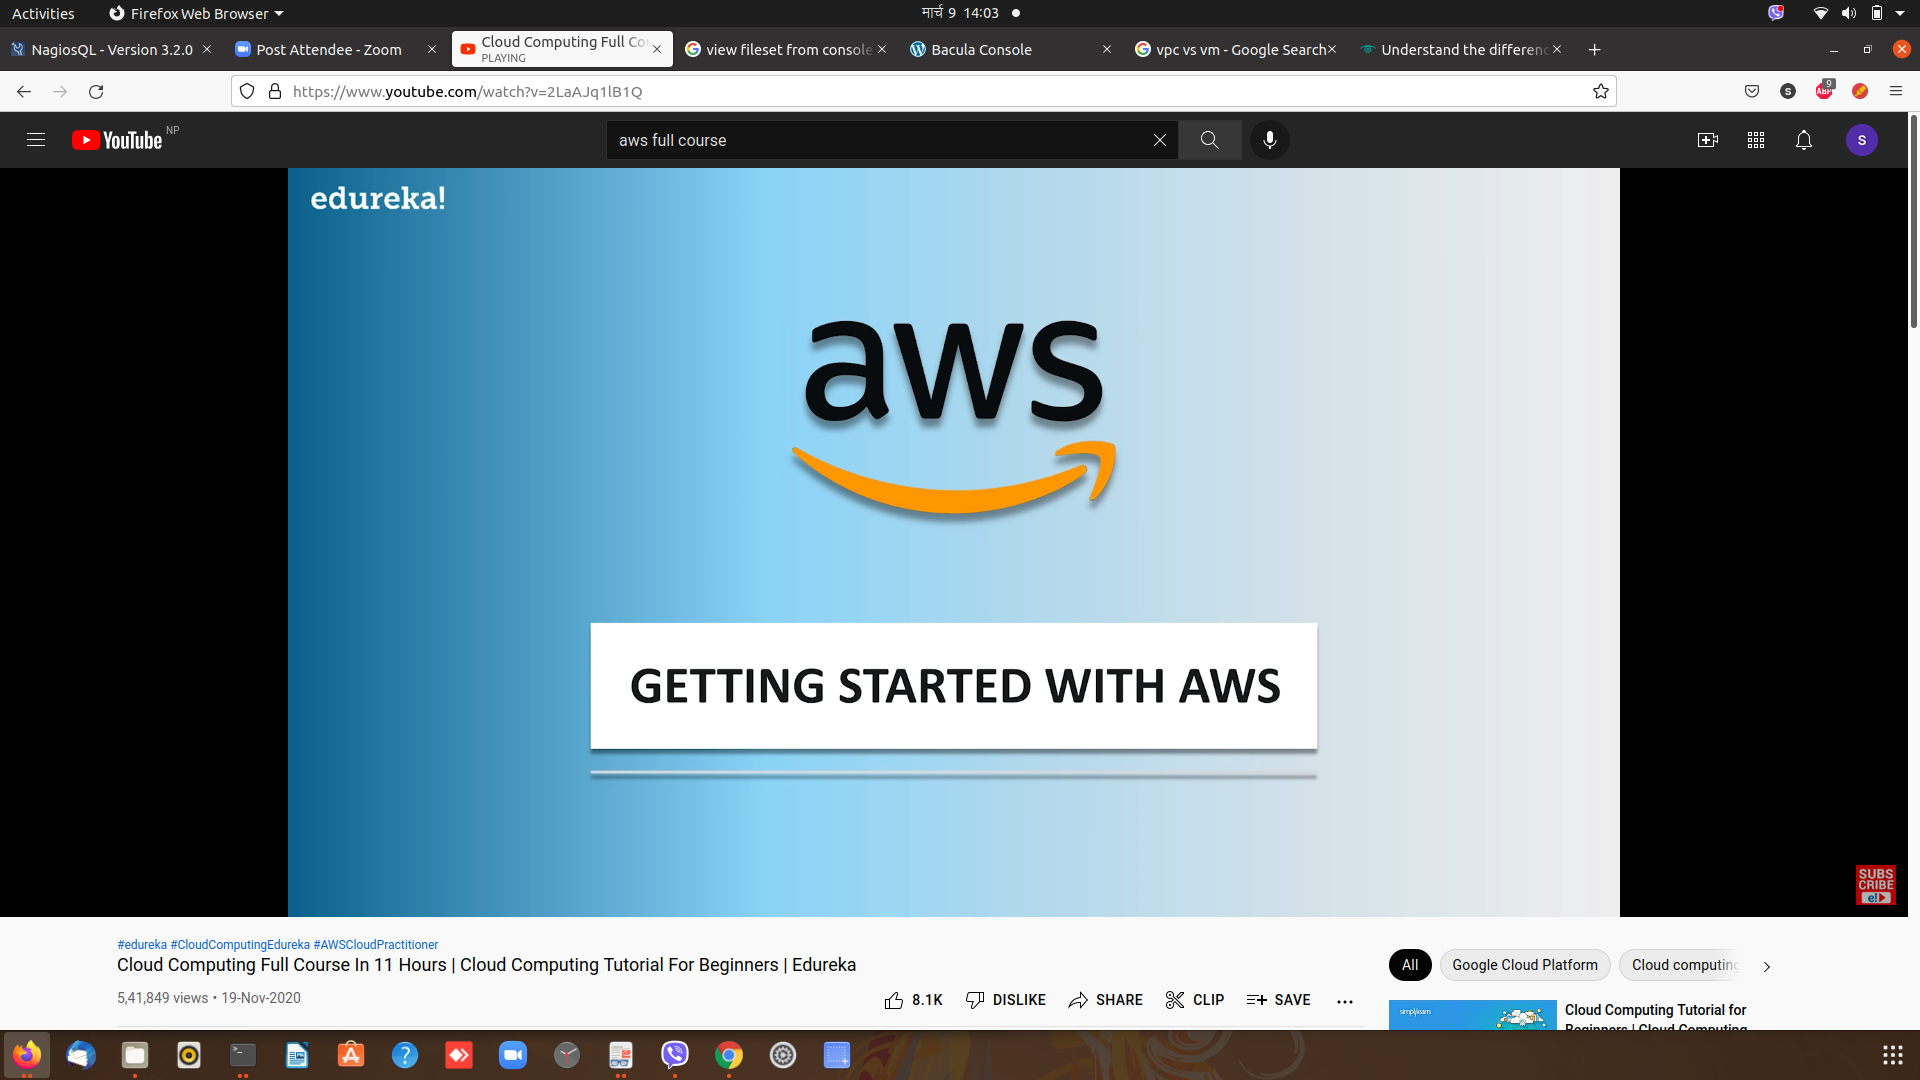 Activities
Firefox Web Browser
मार्च 9 14:03
NagiosQL - Version 3.2.0
Post Attendee - Zoom
Cloud Computing Full Co
PLAYING
view fileset from console
Bacula Console
vpc vs vm - Google Search
Understand the differenc
https://www.youtube.com/watch?v=2LaAJq1lB1Q
S
ABP
9
YouTube NP
aws full course
S
edureka!
aws
GETTING STARTED WITH AWS
SUBS
CRIBE
e!
#edureka #CloudComputingEdureka #AWSCloudPractitioner
Cloud Computing Full Course In 11 Hours | Cloud Computing Tutorial For Beginners | Edureka
5,41,849 views • 19-Nov-2020
8.1K
DISLIKE
SHARE
CLIP
SAVE
All
Google Cloud Platform
Cloud computing
simplilearn
Cloud Computing Tutorial for
Beginners | Cloud Computing